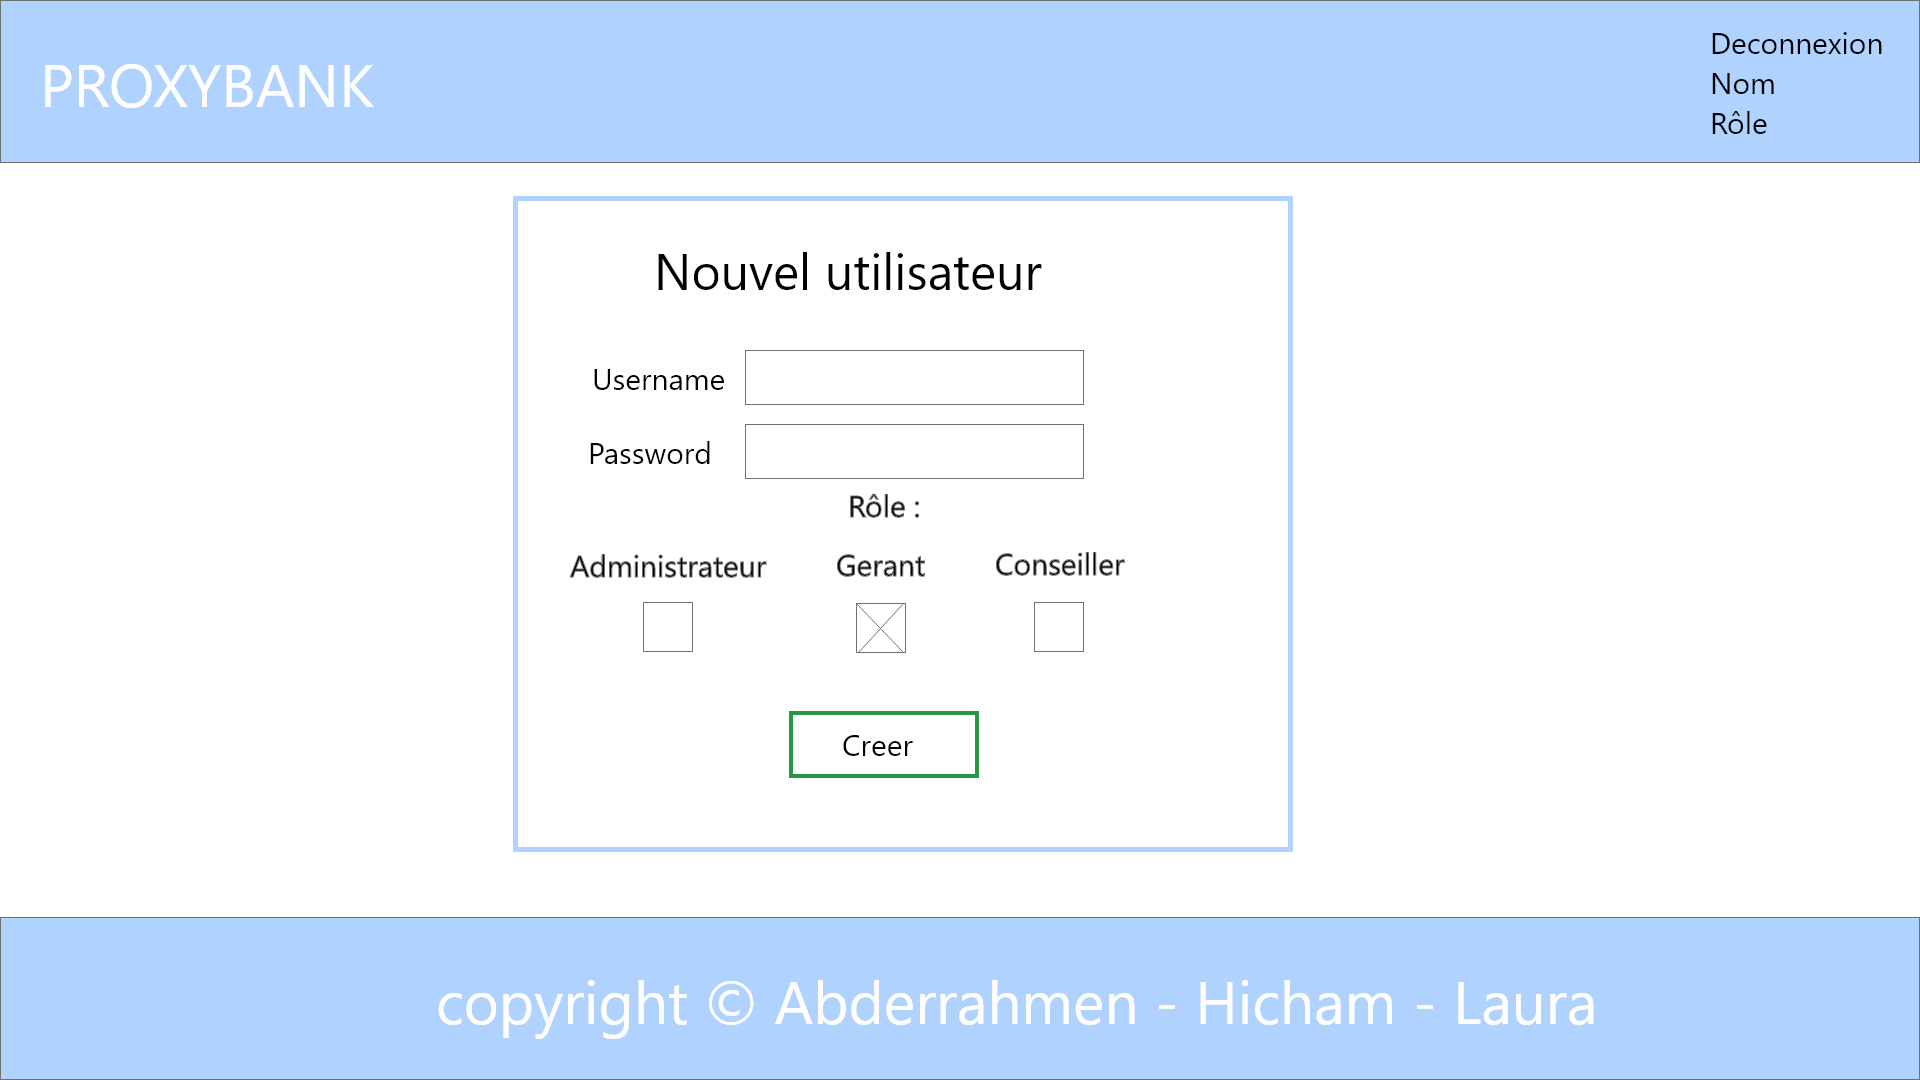 PROXYBANK
Deconnexion
Nom
Rôle
Nouvel utilisateur
Username
Password
Rôle :
Administrateur Gerant Conseiller
Creer
copyright © Abderrahmen - Hicham - Laura